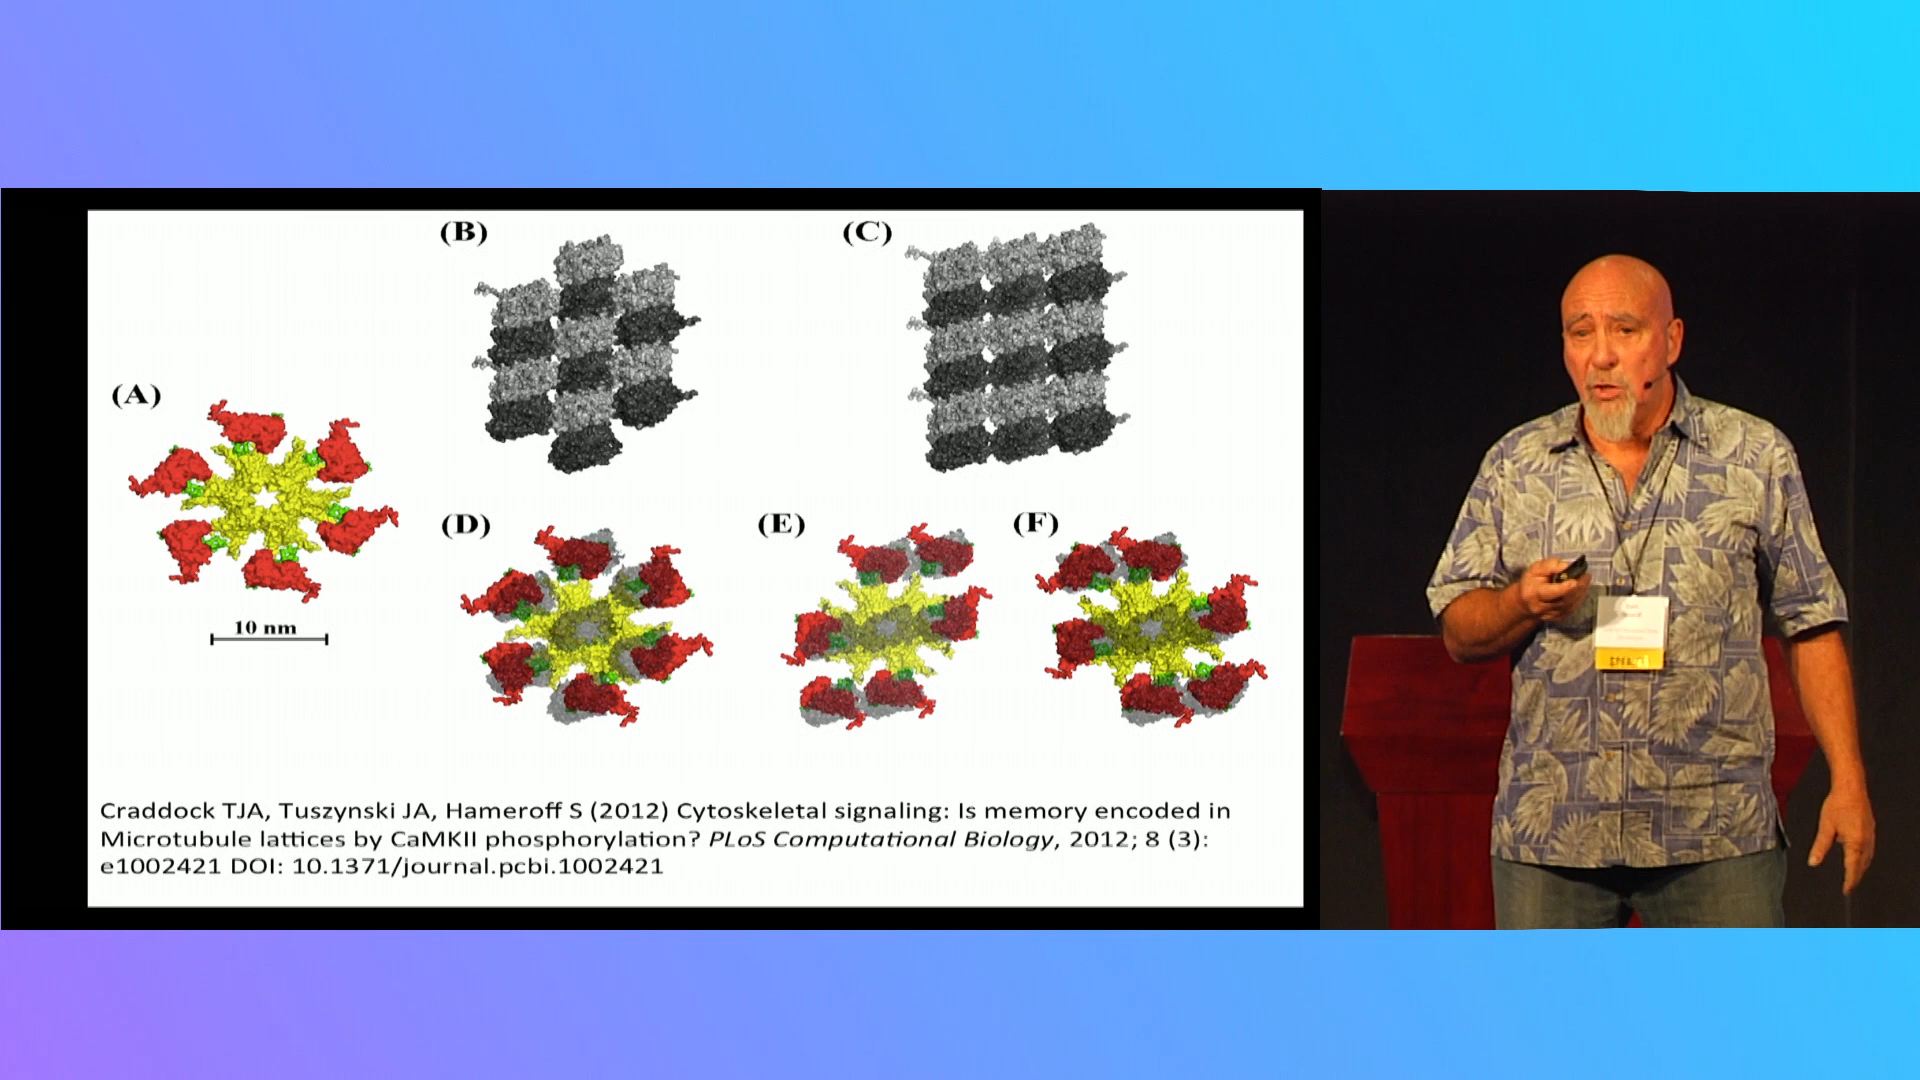 (A)
(B)
(C)
10 nm
(D)
(E)
(F)
Craddock TJA, Tuszynski JA, Hameroff S (2012) Cytoskeletal signaling: Is memory encoded in
Microtubule lattices by CaMKII phosphorylation? PLoS Computational Biology, 2012; 8 (3):
e1002421 DOI: 10.1371/journal.pcbi.1002421